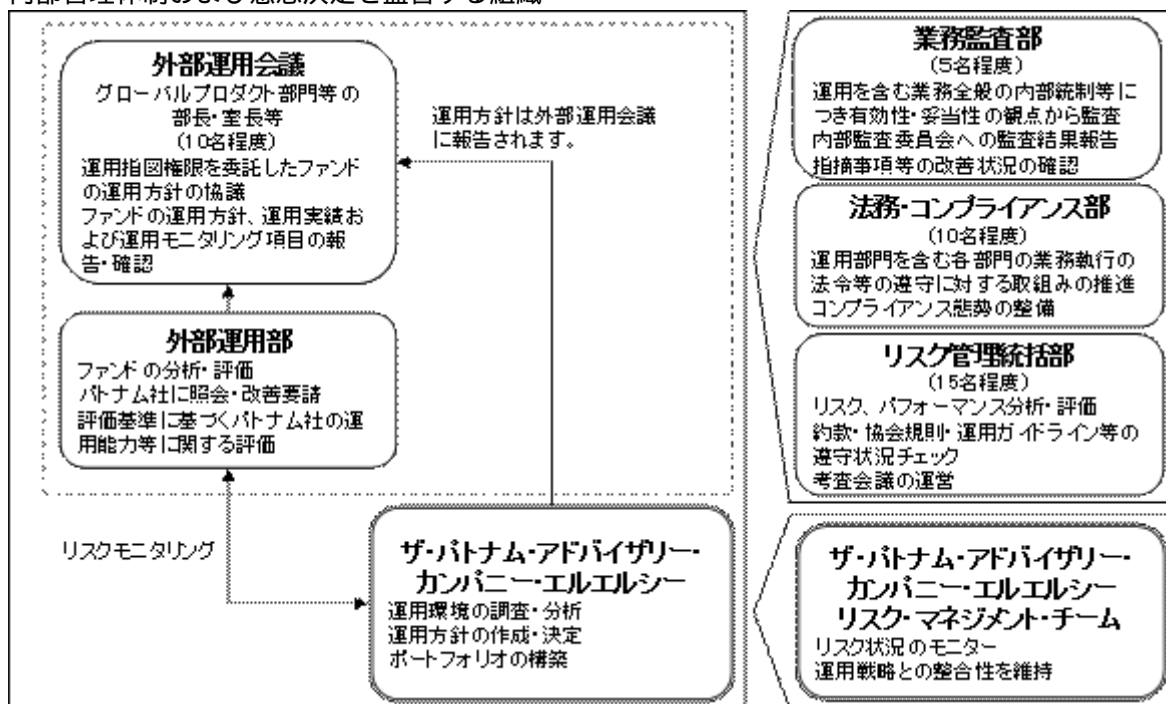 内部管理体制および意思決定を監督する組織
外部運用会議
グローバルプロダクト部門等の
部長・室長等
(10名程度)
運用指図権限を委託したファンド
の運用方針の協議
ファンドの運用方針、運用実績お
よび運用モニタリング項目の報
告・確認
運用方針は外部運用会議
に報告されます。
外部運用部
ファンドの分析・評価
パトナム社に照会・改善要請
評価基準に基づくパトナム社の運
用能力等に関する評価
リスクモニタリング
ザ・パトナム・アドバイザリー・
カンパニー・エルエルシー
運用環境の調査・分析
運用方針の作成・決定
ポートフォリオの構築
業務監査部
(5名程度)
運用を含む業務全般の内部統制等に
つき有効性・妥当性の観点から監査
内部監査委員会への監査結果報告
指摘事項等の改善状況の確認
法務・コンプライアンス部
(10名程度)
運用部門を含む各部門の業務執行の
法令等の遵守に対する取組みの推進
コンプライアンス態勢の整備
リスク管理統括部
(15名程度)
リスク、パフォーマンス分析・評価
約款・協会規則・運用ガイドライン等の
遵守状況チェック
考査会議の運営
ザ・パトナム・アドバイザリー・
カンパニー・エルエルシー
リスク・マネジメント・チーム
リスク状況のモニター
運用戦略との整合性を維持